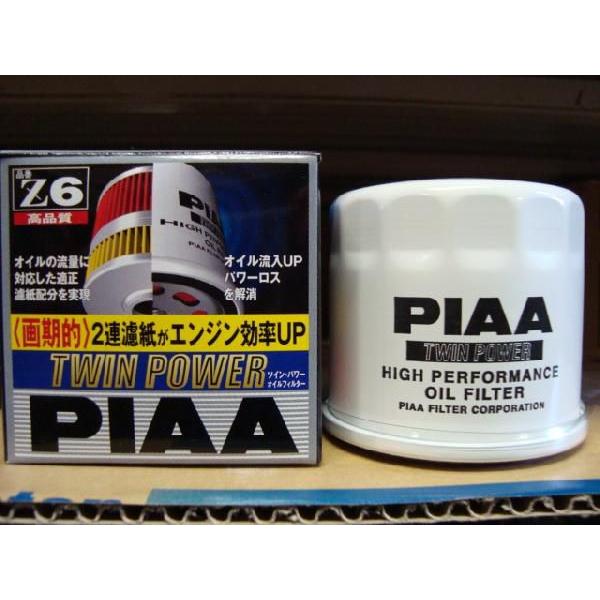 品番
Z6
高品質
PIAA
HIGH PERF
OIL F
PIAA FI
オイルの流量に
対応した適正
濾紙配分を実現
オイル流入UP
パワーロス
を解消
〈画期的〉2連濾紙がエンジン効率UP
TWIN POWER
ツイン・パワー
オイルフィルター
PIAA
PIAA
TWIN POWER
HIGH PERFORMANCE
OIL FILTER
PIAA FILTER CORPORATION